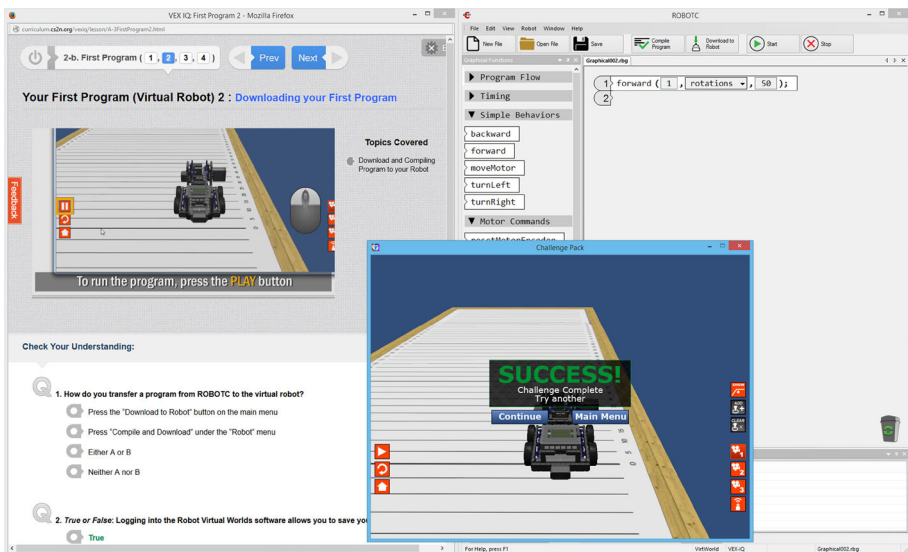 VEX IQ: First Program 2 - Mozilla Firefox
curriculum.cs2n.org/vexiq/lesson/A-3FirstProgram2.html
2-b. First Program ( 1 , 2 , 3 , 4 )
Prev
Next
Your First Program (Virtual Robot) 2 : Downloading your First Program
Topics Covered
Download and Compiling
Program to your Robot
Feedback
To run the program, press the PLAY button
Check Your Understanding:
1. How do you transfer a program from ROBOTC to the virtual robot?
Press the "Download to Robot" button on the main menu
Press "Compile and Download" under the "Robot" menu
Either A or B
Neither A nor B
2. True or False: Logging into the Robot Virtual Worlds software allows you to save you
True
ROBOTC
File Edit View Robot Window Help
New File
Open File
Save
Compile
Program
Download to
Robot
Start
Stop
Graphical Functions
Graphical002.rbg
Program Flow
Timing
Simple Behaviors
backward
forward
moveMotor
turnLeft
turnRight
Motor Commands
resetMotorEncoder
1 forward ( 1 , rotations , 50 );
2
Challenge Pack
SUCCESS!
Challenge Complete
Try another
Continue
Main Menu
ADD
CLEAR
1
2
3
For Help, press F1
VirtWorld
VEX-IQ
Graphical002.rbg